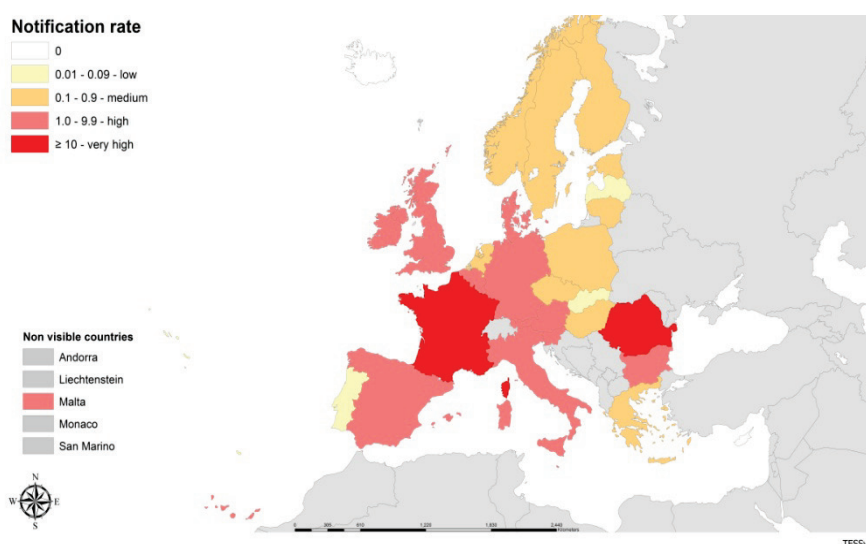 Notification rate
0
0.01 - 0.09 - low
0.1 - 0.9 - medium
1.0 - 9.9 - high
≥ 10 - very high
Non visible countries
Andorra
Liechtenstein
Malta
Monaco
San Marino
N
W E
S
Kilometers